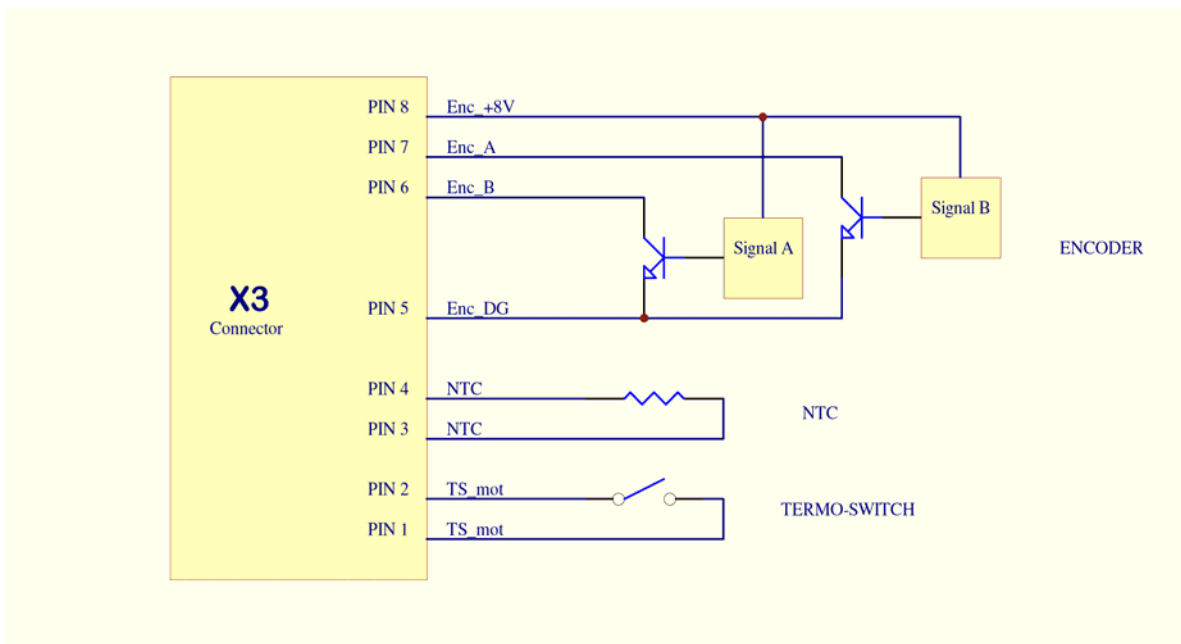 PIN 8 Enc_+8V
PIN 7 Enc_A
PIN 6 Enc_B
Signal B
Signal A
ENCODER
X3
Connector
PIN 5 Enc_DG
PIN 4 NTC
NTC
PIN 3 NTC
PIN 2 TS_mot
TERMO-SWITCH
PIN 1 TS_mot